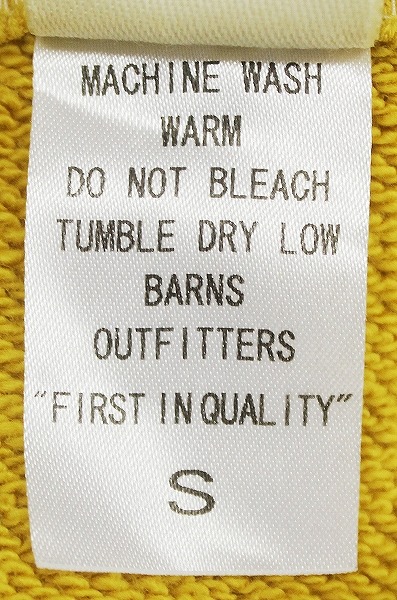 MACHINE WASH
WARM
DO NOT BLEACH
TUMBLE DRY LOW
BARNS
OUTFITTERS
"FIRST IN QUALITY"
S